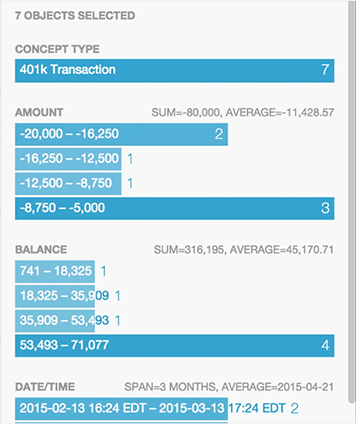 7 OBJECTS SELECTED
CONCEPT TYPE
401k Transaction 7
AMOUNT SUM=-80,000, AVERAGE=-11,428.57
-20,000 – -16,250 2
-16,250 – -12,500 1
-12,500 – -8,750 1
-8,750 – -5,000 3
BALANCE SUM=316,195, AVERAGE=45,170.71
741 – 18,325 1
18,325 – 35,909 1
35,909 – 53,493 1
53,493 – 71,077 4
DATE/TIME SPAN=3 MONTHS, AVERAGE=2015-04-21
2015-02-13 16:24 EDT – 2015-03-13 17:24 EDT 2